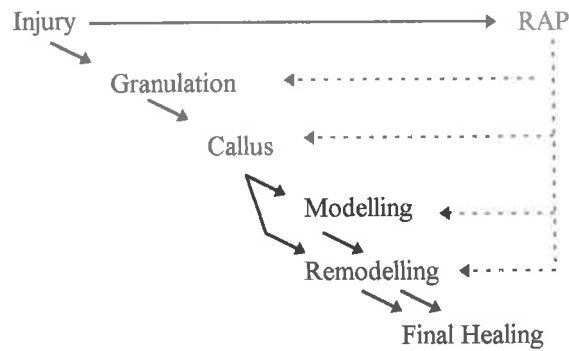 Injury RAP
Granulation
Callus
Modelling
Remodelling
Final Healing